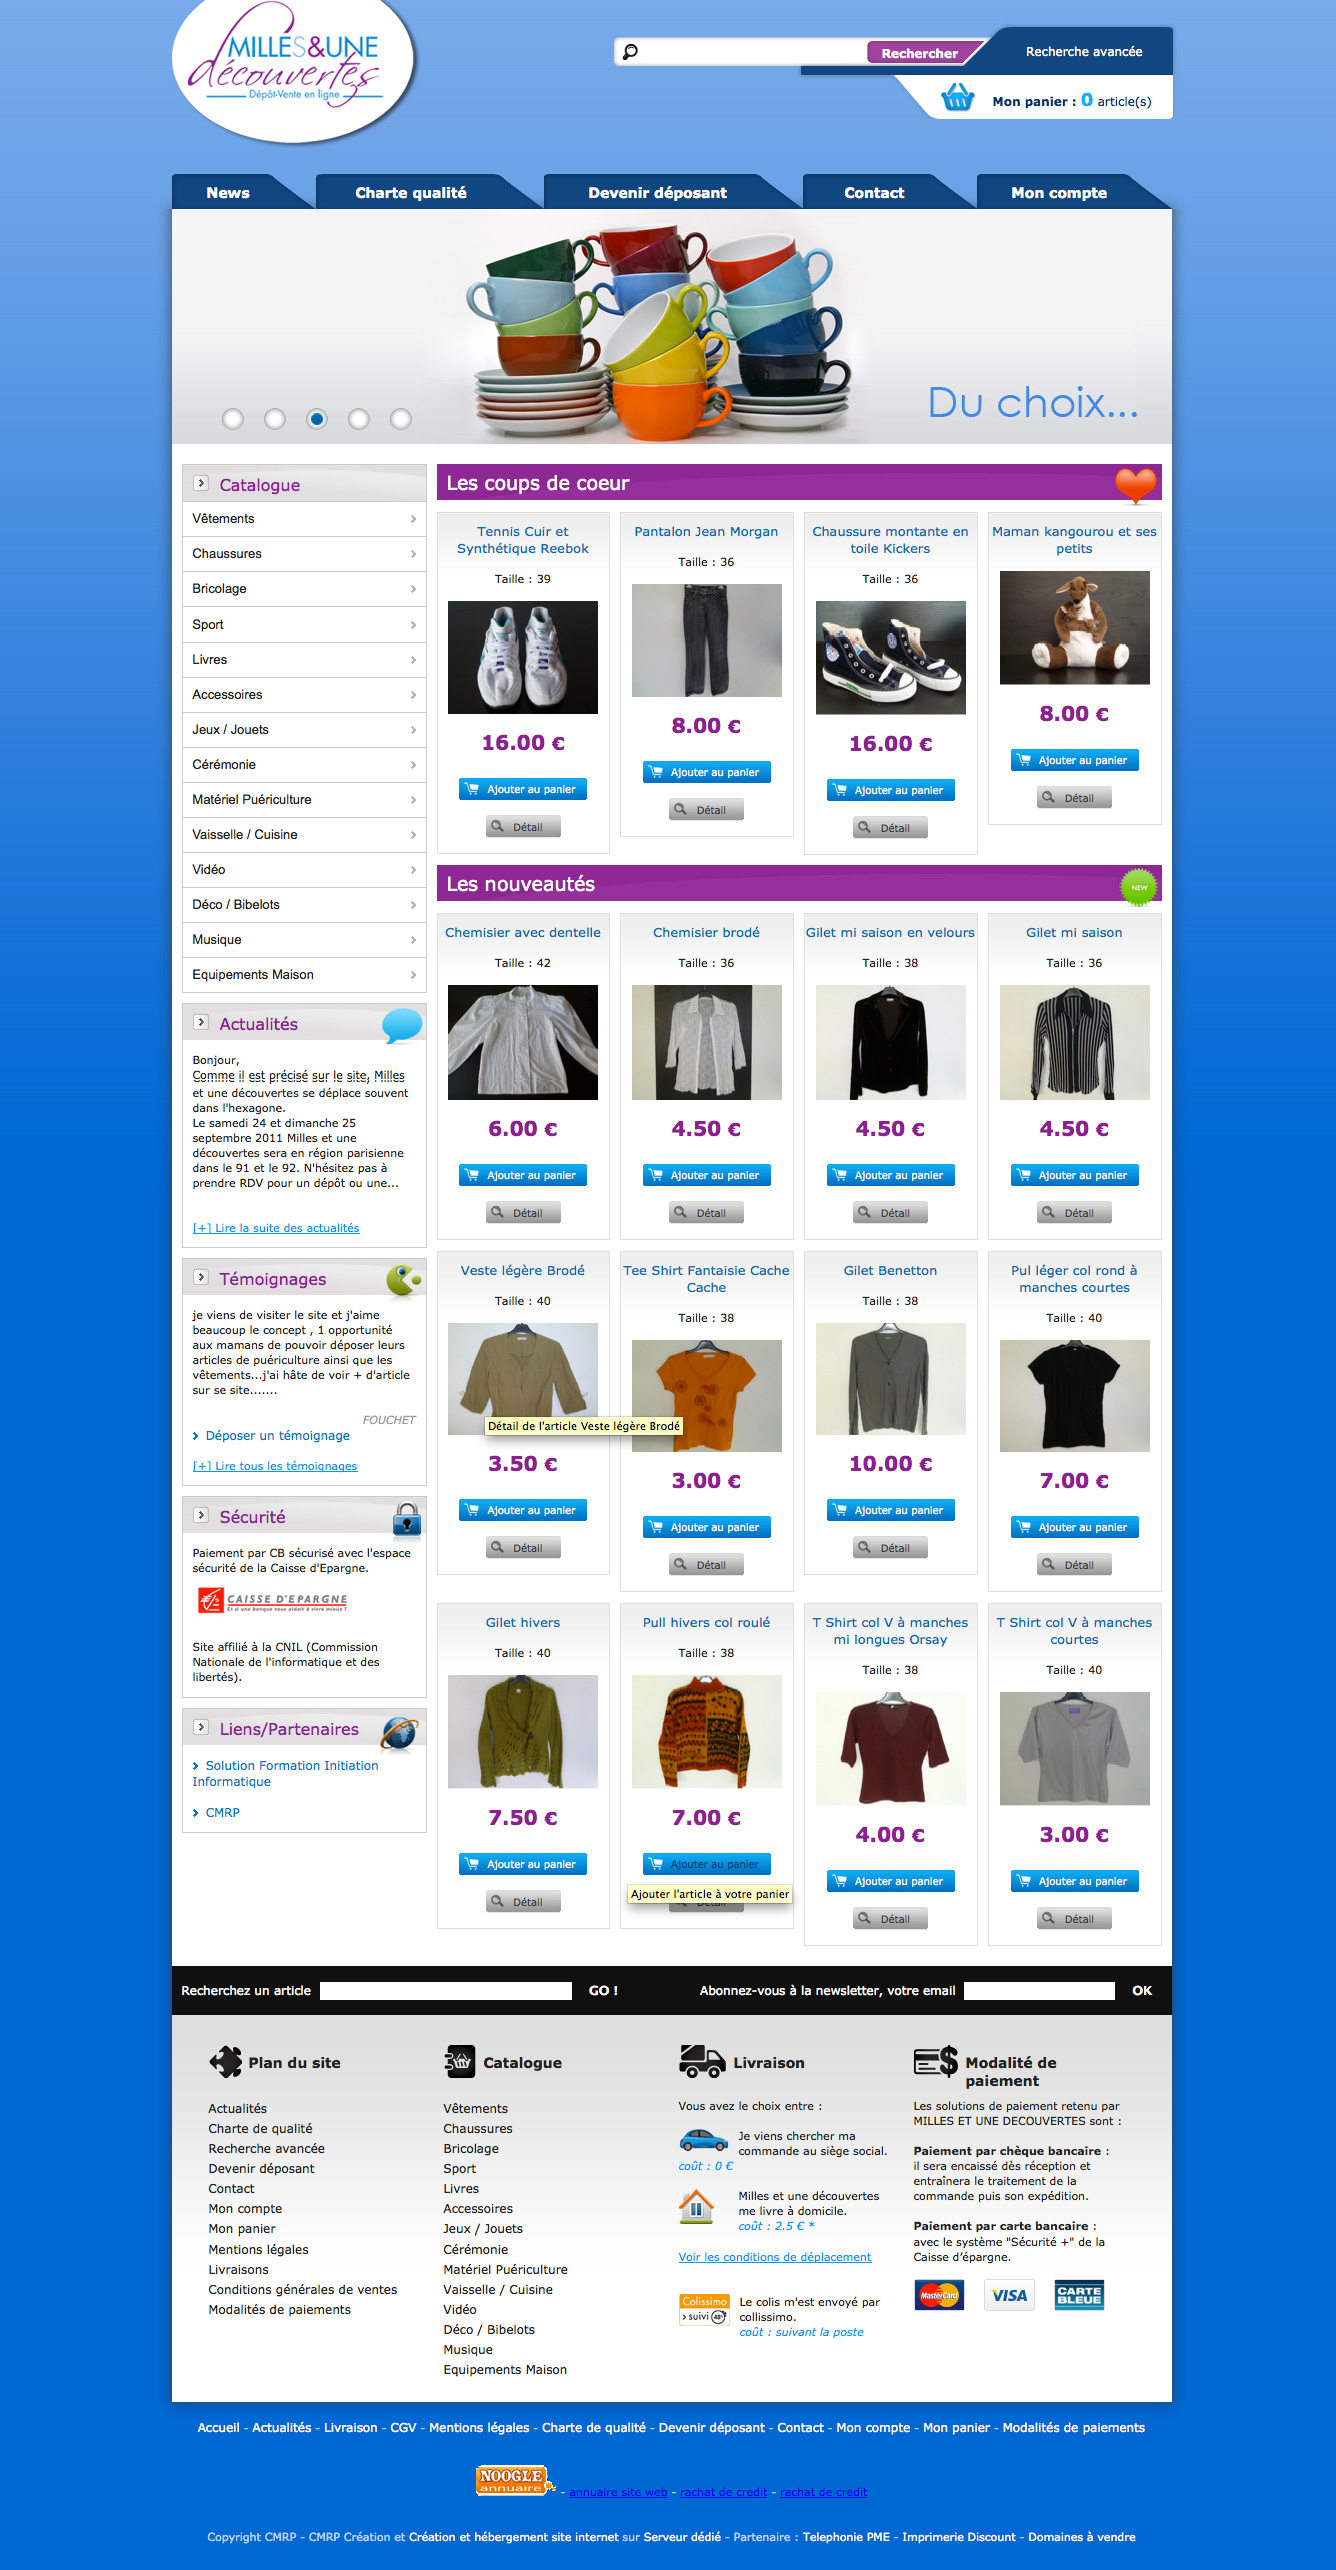 MILLES&UNE
découvertes
Dépôt-Vente en ligne
Rechercher
Recherche avancée
Mon panier : 0 article(s)
News
Charte qualité
Devenir déposant
Contact
Mon compte
Du choix...
Catalogue
Vêtements
Chaussures
Bricolage
Sport
Livres
Accessoires
Jeux / Jouets
Cérémonie
Matériel Puériculture
Vaisselle / Cuisine
Vidéo
Déco / Bibelots
Musique
Equipements Maison
Actualités
Bonjour,
Comme il est précisé sur le site, Milles
et une découvertes se déplace souvent
dans l'hexagone.
Le samedi 24 et dimanche 25
septembre 2011 Milles et une
découvertes sera en région parisienne
dans le 91 et le 92. N'hésitez pas à
prendre RDV pour un dépôt ou une...
[+] Lire la suite des actualités
Témoignages
je viens de visiter le site et j'aime
beaucoup le concept , 1 opportunité
aux mamans de pouvoir déposer leurs
articles de puériculture ainsi que les
vêtements...j'ai hâte de voir + d'article
sur se site.......
FOUCHET
Déposer un témoignage
[+] Lire tous les témoignages
Sécurité
Paiement par CB sécurisé avec l'espace
sécurité de la Caisse d'Epargne.
CAISSE D'EPARGNE
Et si une banque vous aidait à vivre mieux ?
Site affilié à la CNIL (Commission
Nationale de l'informatique et des
libertés).
Liens/Partenaires
Solution Formation Initiation
Informatique
CMRP
Les coups de coeur
Tennis Cuir et
Synthétique Reebok
Taille : 39
16.00 €
Ajouter au panier
Détail
Pantalon Jean Morgan
Taille : 36
8.00 €
Ajouter au panier
Détail
Chaussure montante en
toile Kickers
Taille : 36
16.00 €
Ajouter au panier
Détail
Maman kangourou et ses
petits
8.00 €
Ajouter au panier
Détail
Les nouveautés
NEW
Chemisier avec dentelle
Taille : 42
6.00 €
Ajouter au panier
Détail
Chemisier brodé
Taille : 36
4.50 €
Ajouter au panier
Détail
Gilet mi saison en velours
Taille : 38
4.50 €
Ajouter au panier
Détail
Gilet mi saison
Taille : 36
4.50 €
Ajouter au panier
Détail
Veste légère Brodé
Taille : 40
Détail de l'article Veste légère Brodé
3.50 €
Ajouter au panier
Détail
Tee Shirt Fantaisie Cache
Cache
Taille : 38
3.00 €
Ajouter au panier
Détail
Gilet Benetton
Taille : 38
10.00 €
Ajouter au panier
Détail
Pul léger col rond à
manches courtes
Taille : 40
7.00 €
Ajouter au panier
Détail
Gilet hivers
Taille : 40
7.50 €
Ajouter au panier
Détail
Pull hivers col roulé
Taille : 38
7.00 €
Ajouter au panier
Ajouter l'article à votre panier
Détail
T Shirt col V à manches
mi longues Orsay
Taille : 38
4.00 €
Ajouter au panier
Détail
T Shirt col V à manches
courtes
Taille : 40
3.00 €
Ajouter au panier
Détail
Recherchez un article GO !
Abonnez-vous à la newsletter, votre email OK
Plan du site
Actualités
Charte de qualité
Recherche avancée
Devenir déposant
Contact
Mon compte
Mon panier
Mentions légales
Livraisons
Conditions générales de ventes
Modalités de paiements
Catalogue
Vêtements
Chaussures
Bricolage
Sport
Livres
Accessoires
Jeux / Jouets
Cérémonie
Matériel Puériculture
Vaisselle / Cuisine
Vidéo
Déco / Bibelots
Musique
Equipements Maison
Livraison
Vous avez le choix entre :
Je viens chercher ma
commande au siège social.
coût : 0 €
Milles et une découvertes
me livre à domicile.
coût : 2.5 € *
Voir les conditions de déplacement
Colissimo
suivi 48h
Le colis m'est envoyé par
collissimo.
coût : suivant la poste
Modalité de
paiement
Les solutions de paiement retenu par
MILLES ET UNE DECOUVERTES sont :
Paiement par chèque bancaire :
il sera encaissé dès réception et
entraînera le traitement de la
commande puis son expédition.
Paiement par carte bancaire :
avec le système "Sécurité +" de la
Caisse d'épargne.
MasterCard
VISA
CARTE
BLEUE
Accueil - Actualités - Livraison - CGV - Mentions légales - Charte de qualité - Devenir déposant - Contact - Mon compte - Mon panier - Modalités de paiements
NOOGLE
annuaire
- annuaire site web - rachat de credit - rachat de credit
Copyright CMRP - CMRP Création et Création et hébergement site internet sur Serveur dédié - Partenaire : Telephonie PME - Imprimerie Discount - Domaines à vendre